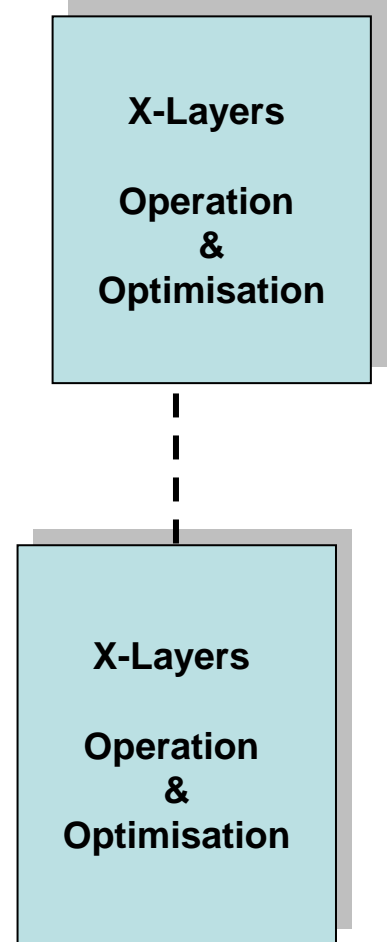 X-Layers
Operation
&
Optimisation
X-Layers
Operation
&
Optimisation